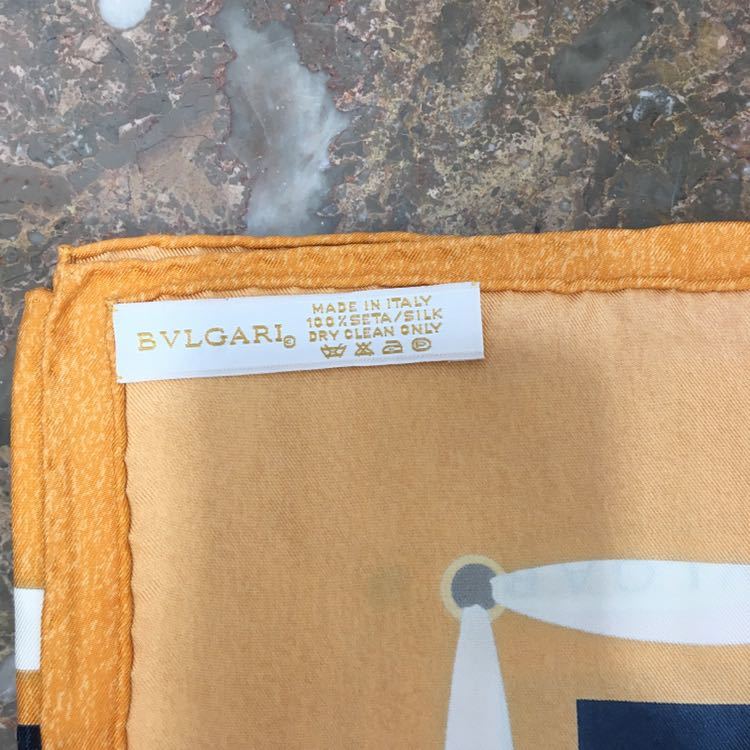 BVLGARI©
MADE IN ITALY
100%SETA/SILK
DRY CLEAN ONLY